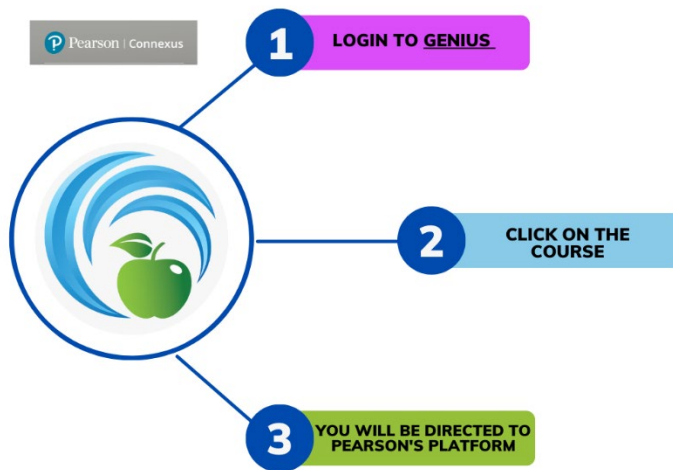 Pearson | Connexus
1
LOGIN TO GENIUS
2
CLICK ON THE
COURSE
3
YOU WILL BE DIRECTED TO
PEARSON'S PLATFORM